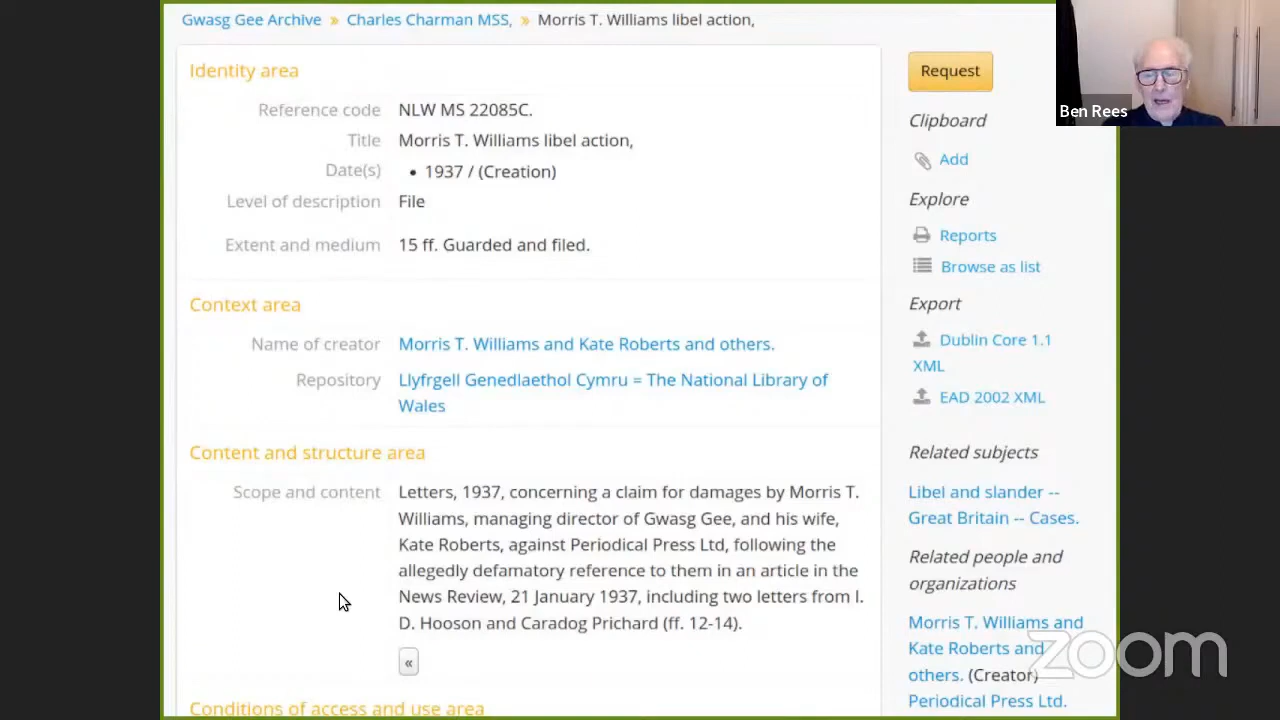 Gwasg Gee Archive » Charles Charman MSS, » Morris T. Williams libel action,
Identity area
Reference code NLW MS 22085C.
Title Morris T. Williams libel action,
Date(s) • 1937 / (Creation)
Level of description File
Extent and medium 15 ff. Guarded and filed.
Context area
Name of creator Morris T. Williams and Kate Roberts and others.
Repository Llyfrgell Genedlaethol Cymru = The National Library of
Wales
Content and structure area
Scope and content Letters, 1937, concerning a claim for damages by Morris T.
Williams, managing director of Gwasg Gee, and his wife,
Kate Roberts, against Periodical Press Ltd, following the
allegedly defamatory reference to them in an article in the
News Review, 21 January 1937, including two letters from I.
D. Hooson and Caradog Prichard (ff. 12-14).
«
Conditions of access and use area
Request
Clipboard
Add
Explore
Reports
Browse as list
Export
Dublin Core 1.1
XML
EAD 2002 XML
Related subjects
Libel and slander --
Great Britain -- Cases.
Related people and
organizations
Morris T. Williams and
Kate Roberts and
others. (Creator)
Periodical Press Ltd.
Ben Rees
zoom